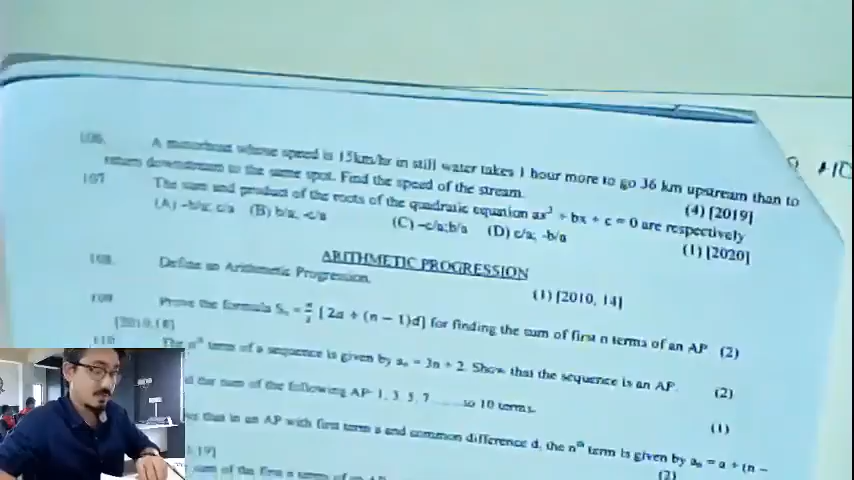 106. A motorboat whose speed is 15km/hr in still water takes 1 hour more to go 36 km upstream than to
return downstream to the same spot. Find the speed of the stream. (4) [2019]
107 The sum and product of the roots of the quadratic equation ax² + bx + c = 0 are respectively
(A) -b/a; c/a (B) b/a; -c/a (C) -c/a;b/a (D) c/a; -b/a (1) [2020]
ARITHMETIC PROGRESSION
108. Define an Arithmetic Progression. (1) [2010, 14]
109 Prove the formula Sₙ = n/2 [2a + (n − 1)d] for finding the sum of first n terms of an AP (2)
[2010,18]
110 The nᵗʰ term of a sequence is given by aₙ = 3n + 2. Show that the sequence is an AP. (2)
the sum of the following AP 1, 3, 5, 7 ........to 10 terms. (1)
that in an AP with first term a and common difference d, the nᵗʰ term is given by aₙ = a + (n −
19] (2)
sum of the first n terms of an AP